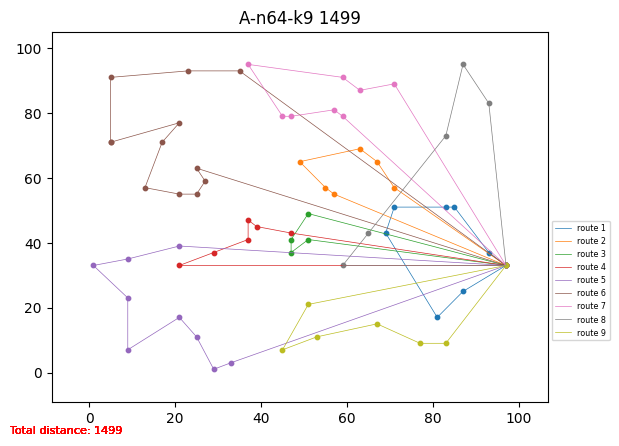 A-n64-k9 1499
100
80
60
40
20
0
0 20 40 60 80 100
route 1
route 2
route 3
route 4
route 5
route 6
route 7
route 8
route 9
Total distance: 1499